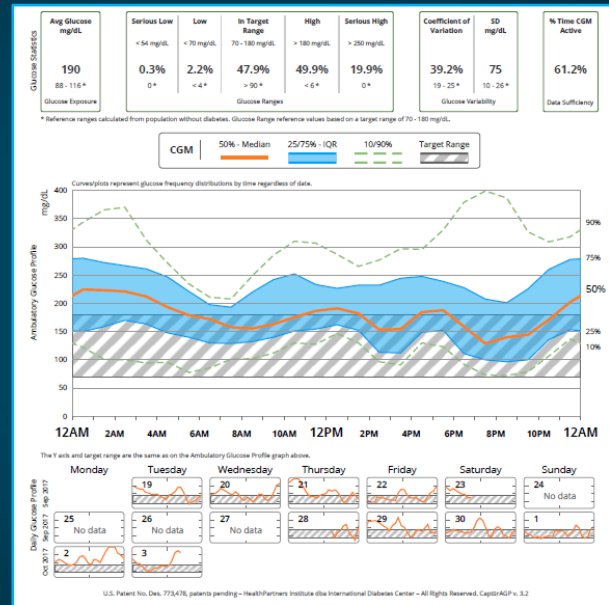 Glucose Statistics
Avg Glucose mg/dL
190
88 - 116 *
Glucose Exposure
Serious Low Low In Target Range High Serious High
< 54 mg/dL < 70 mg/dL 70 - 180 mg/dL > 180 mg/dL > 250 mg/dL
0.3% 2.2% 47.9% 49.9% 19.9%
0 * < 4 * > 90 * < 6 * 0 *
Glucose Ranges
Coefficient of Variation SD mg/dL
39.2% 75
19 - 25 * 10 - 26 *
Glucose Variability
% Time CGM Active
61.2%
Data Sufficiency
* Reference ranges calculated from population without diabetes. Glucose Range reference values based on a target range of 70 - 180 mg/dL.
CGM 50% - Median 25/75% - IQR 10/90% Target Range
Curves/plots represent glucose frequency distributions by time regardless of date.
mg/dL
Ambulatory Glucose Profile
400
350
300
250
200
150
100
50
0
90%
75%
50%
25%
10%
12AM 2AM 4AM 6AM 8AM 10AM 12PM 2PM 4PM 6PM 8PM 10PM 12AM
The Y axis and target range are the same as on the Ambulatory Glucose Profile graph above.
Daily Glucose Profile
Monday Tuesday Wednesday Thursday Friday Saturday Sunday
Sep 2017 19 20 21 22 23 24 No data
Sep 2017 25 No data 26 No data 27 No data 28 29 30 1
Oct 2017 2 3
U.S. Patent No. Des. 773,478, patents pending – HealthPartners Institute dba International Diabetes Center – All Rights Reserved. CaptūrAGP v. 3.2